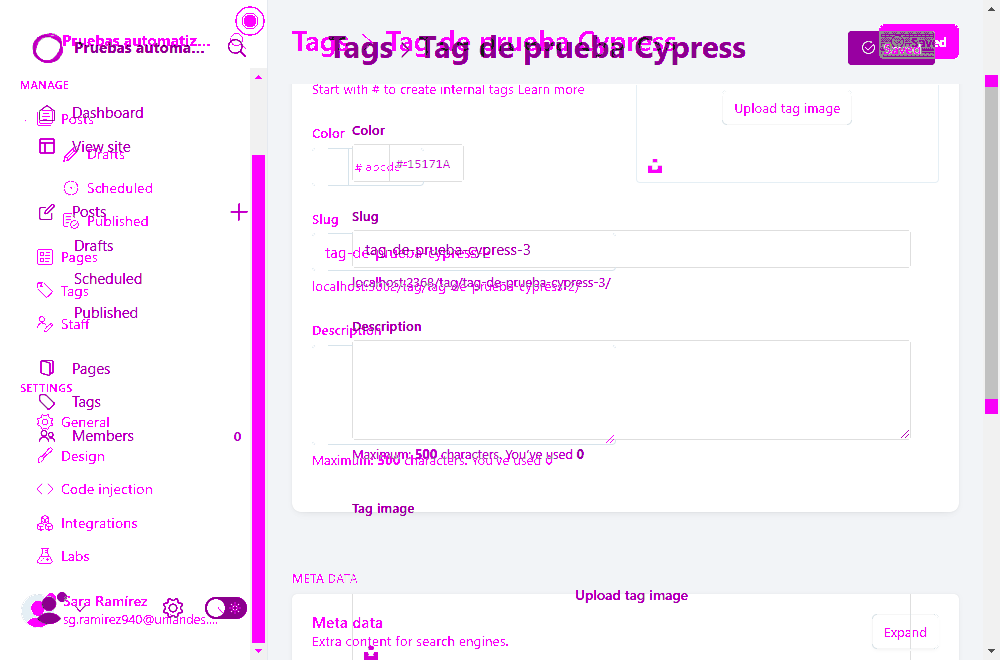 Pruebas automatiz...
Pruebas automa...
Tags > Tag de prueba Cypress
Tags > Tag de prueba Cypress
Saved
MANAGE
Dashboard
Posts
View site
Drafts
Scheduled
Posts
Published
Drafts
Pages
Scheduled
Tags
Published
Staff
Pages
SETTINGS
Tags
General
Members 0
Design
Code injection
Integrations
Labs
Sara Ramírez
sg.ramirez940@uniandes....
Start with # to create internal tags Learn more
Upload tag image
Color
Color
# abcdef
# 15171A
Slug
Slug
tag-de-prueba-cypress-3
tag-de-prueba-cypress-2
localhost:2368/tag/tag-de-prueba-cypress-3/
localhost:3002/tag/tag-de-prueba-cypress-2/
Description
Description
Maximum: 500 characters. You've used 0
Maximum: 500 characters. You've used 0
Tag image
META DATA
Upload tag image
Meta data
Extra content for search engines.
Expand